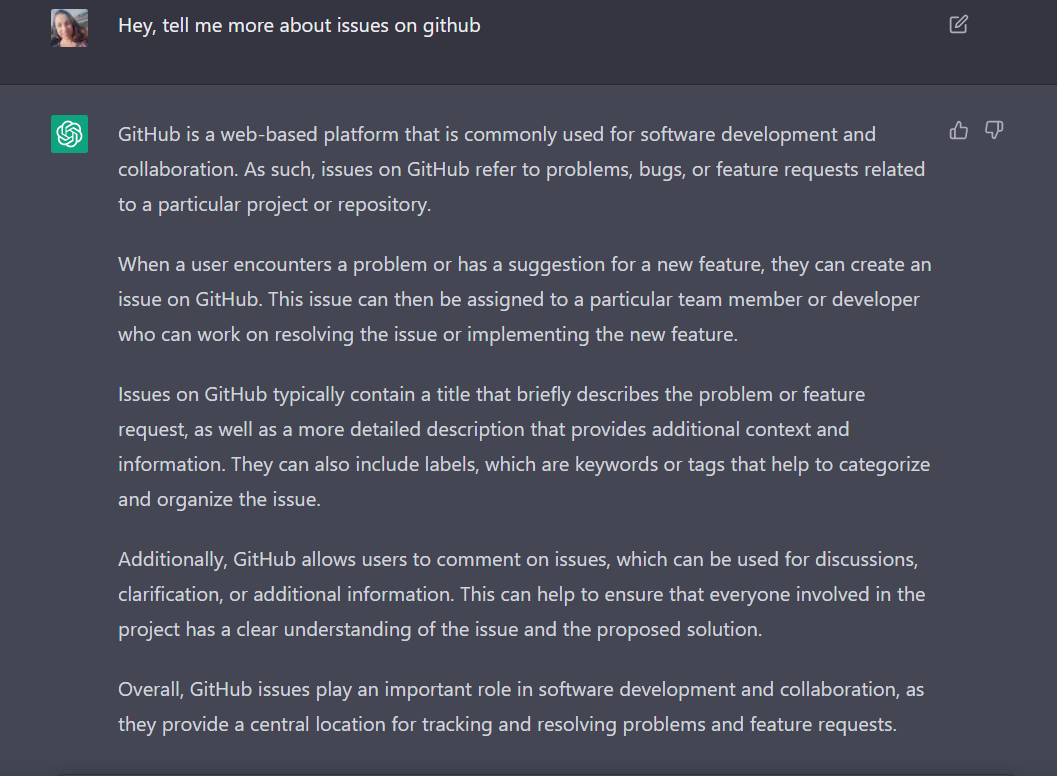 Hey, tell me more about issues on github
GitHub is a web-based platform that is commonly used for software development and
collaboration. As such, issues on GitHub refer to problems, bugs, or feature requests related
to a particular project or repository.
When a user encounters a problem or has a suggestion for a new feature, they can create an
issue on GitHub. This issue can then be assigned to a particular team member or developer
who can work on resolving the issue or implementing the new feature.
Issues on GitHub typically contain a title that briefly describes the problem or feature
request, as well as a more detailed description that provides additional context and
information. They can also include labels, which are keywords or tags that help to categorize
and organize the issue.
Additionally, GitHub allows users to comment on issues, which can be used for discussions,
clarification, or additional information. This can help to ensure that everyone involved in the
project has a clear understanding of the issue and the proposed solution.
Overall, GitHub issues play an important role in software development and collaboration, as
they provide a central location for tracking and resolving problems and feature requests.